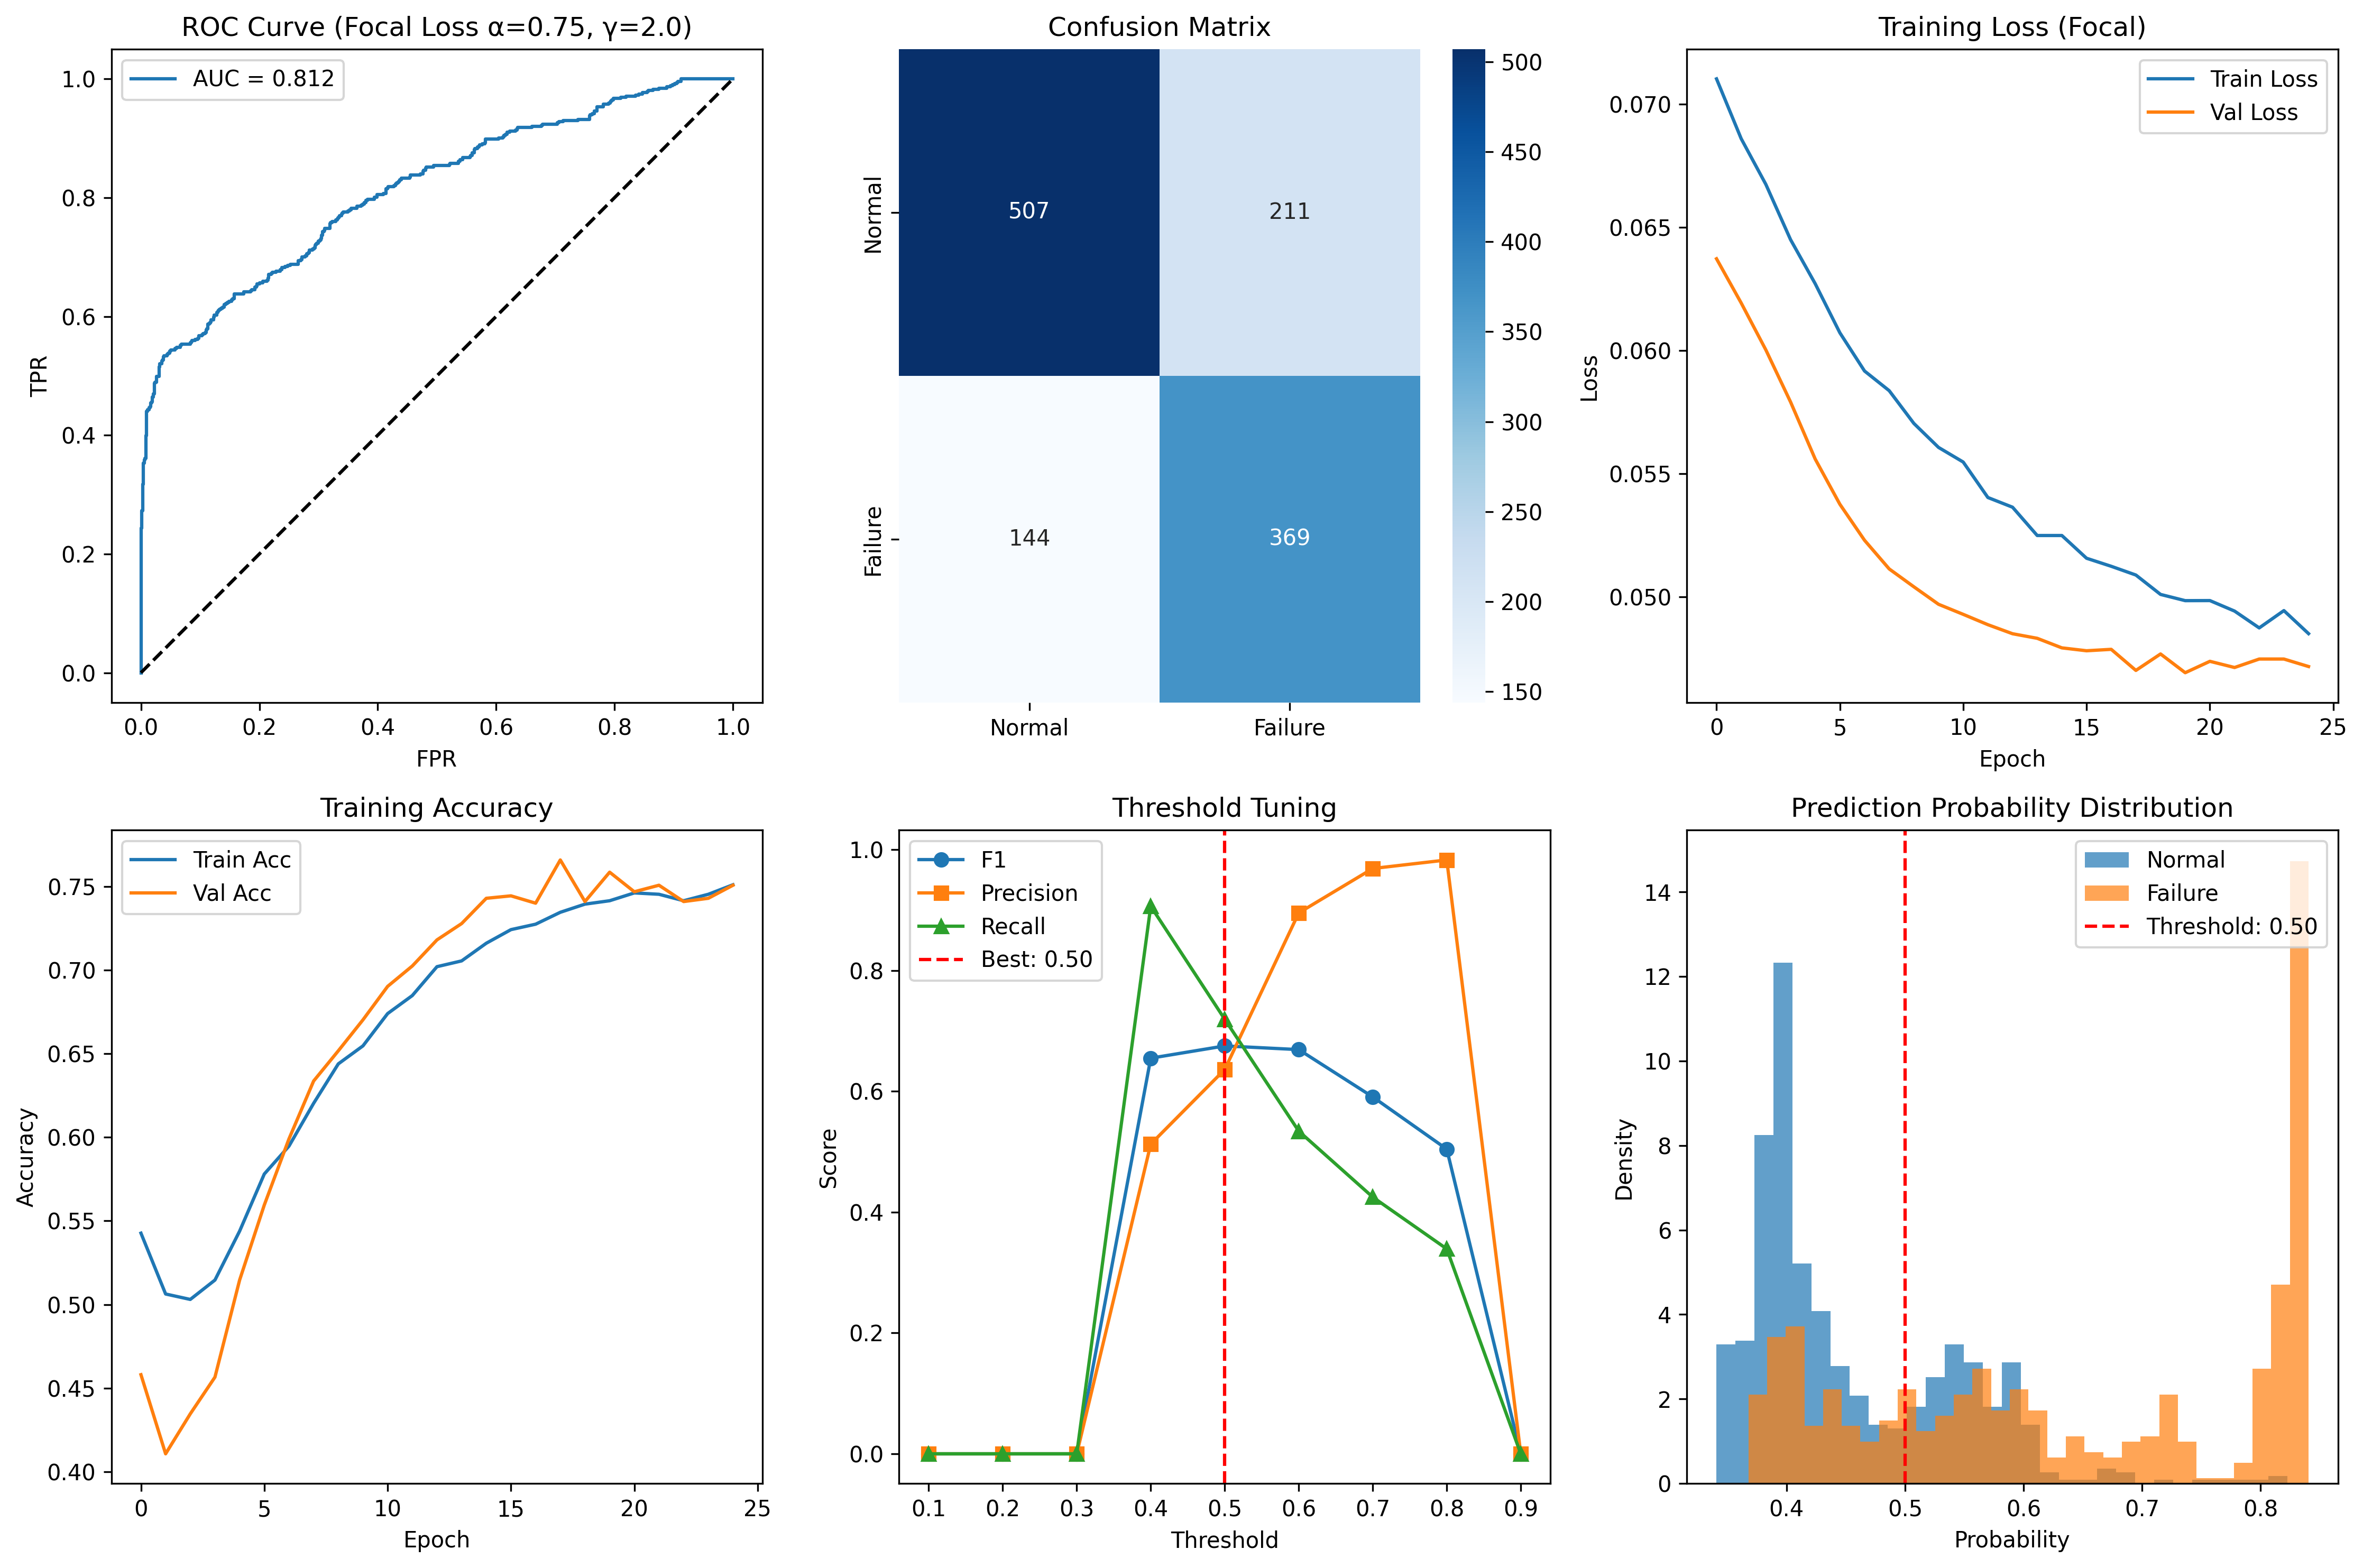 ROC Curve (Focal Loss α=0.75, γ=2.0)
AUC = 0.812
1.0
0.8
0.6
0.4
0.2
0.0
TPR
0.0 0.2 0.4 0.6 0.8 1.0
FPR
Confusion Matrix
Normal
Failure
507 211
144 369
Normal Failure
500
450
400
350
300
250
200
150
Training Loss (Focal)
Train Loss
Val Loss
0.070
0.065
0.060
0.055
0.050
Loss
0 5 10 15 20 25
Epoch
Training Accuracy
Train Acc
Val Acc
0.75
0.70
0.65
0.60
0.55
0.50
0.45
0.40
Accuracy
0 5 10 15 20 25
Epoch
Threshold Tuning
F1
Precision
Recall
Best: 0.50
1.0
0.8
0.6
0.4
0.2
0.0
Score
0.1 0.2 0.3 0.4 0.5 0.6 0.7 0.8 0.9
Threshold
Prediction Probability Distribution
Normal
Failure
Threshold: 0.50
14
12
10
8
6
4
2
0
Density
0.4 0.5 0.6 0.7 0.8
Probability